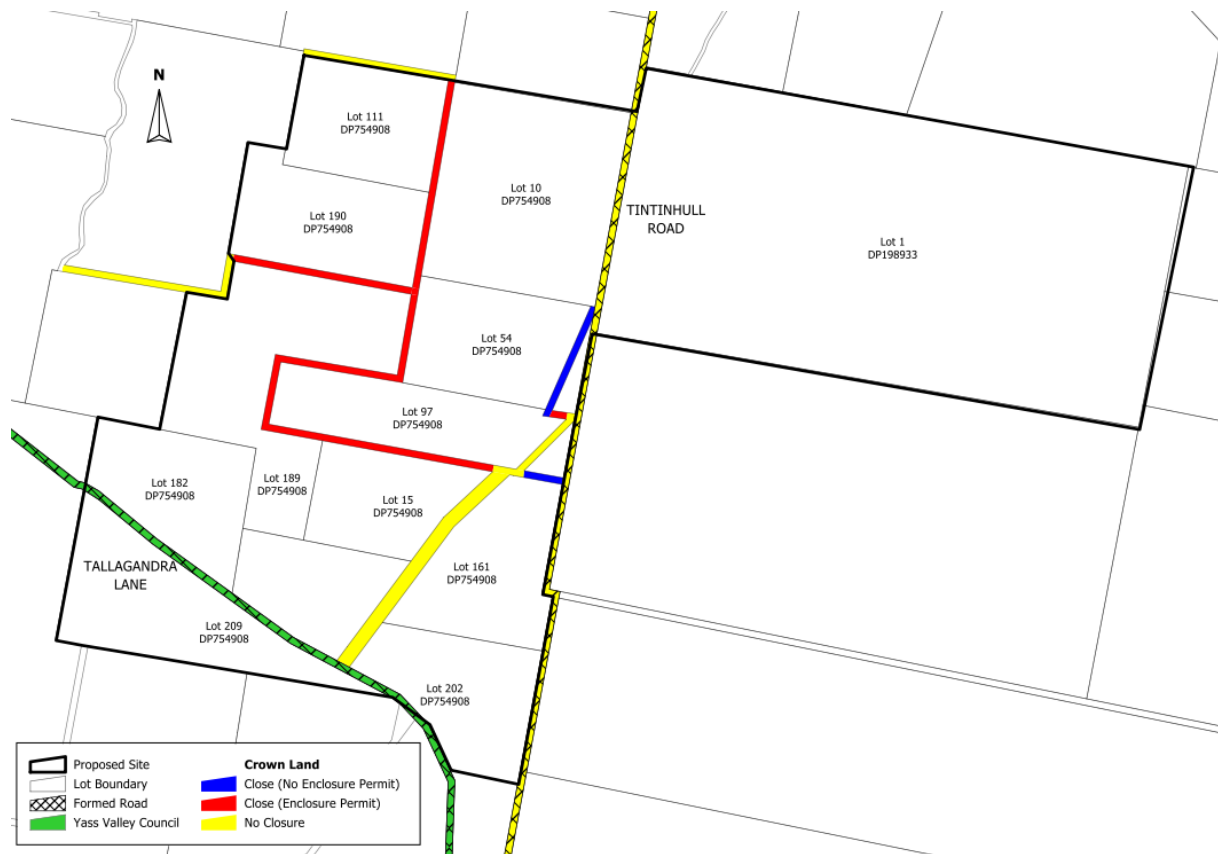 N
Lot 111
DP754908
Lot 10
DP754908
Lot 190
DP754908
TINTINHULL
ROAD
Lot 1
DP198933
Lot 54
DP754908
Lot 97
DP754908
Lot 182
DP754908
Lot 189
DP754908
Lot 15
DP754908
TALLAGANDRA
LANE
Lot 161
DP754908
Lot 209
DP754908
Lot 202
DP754908
Proposed Site
Lot Boundary
Formed Road
Yass Valley Council
Crown Land
Close (No Enclosure Permit)
Close (Enclosure Permit)
No Closure